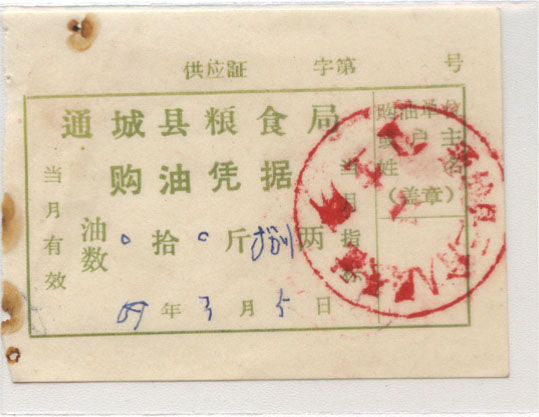 供应証 字第 号
通城县粮食局
购油凭据
当月有效
油数 0拾0斤捌两
年 3月5日
当月指标
购油单位
或户主
姓名
（盖章）